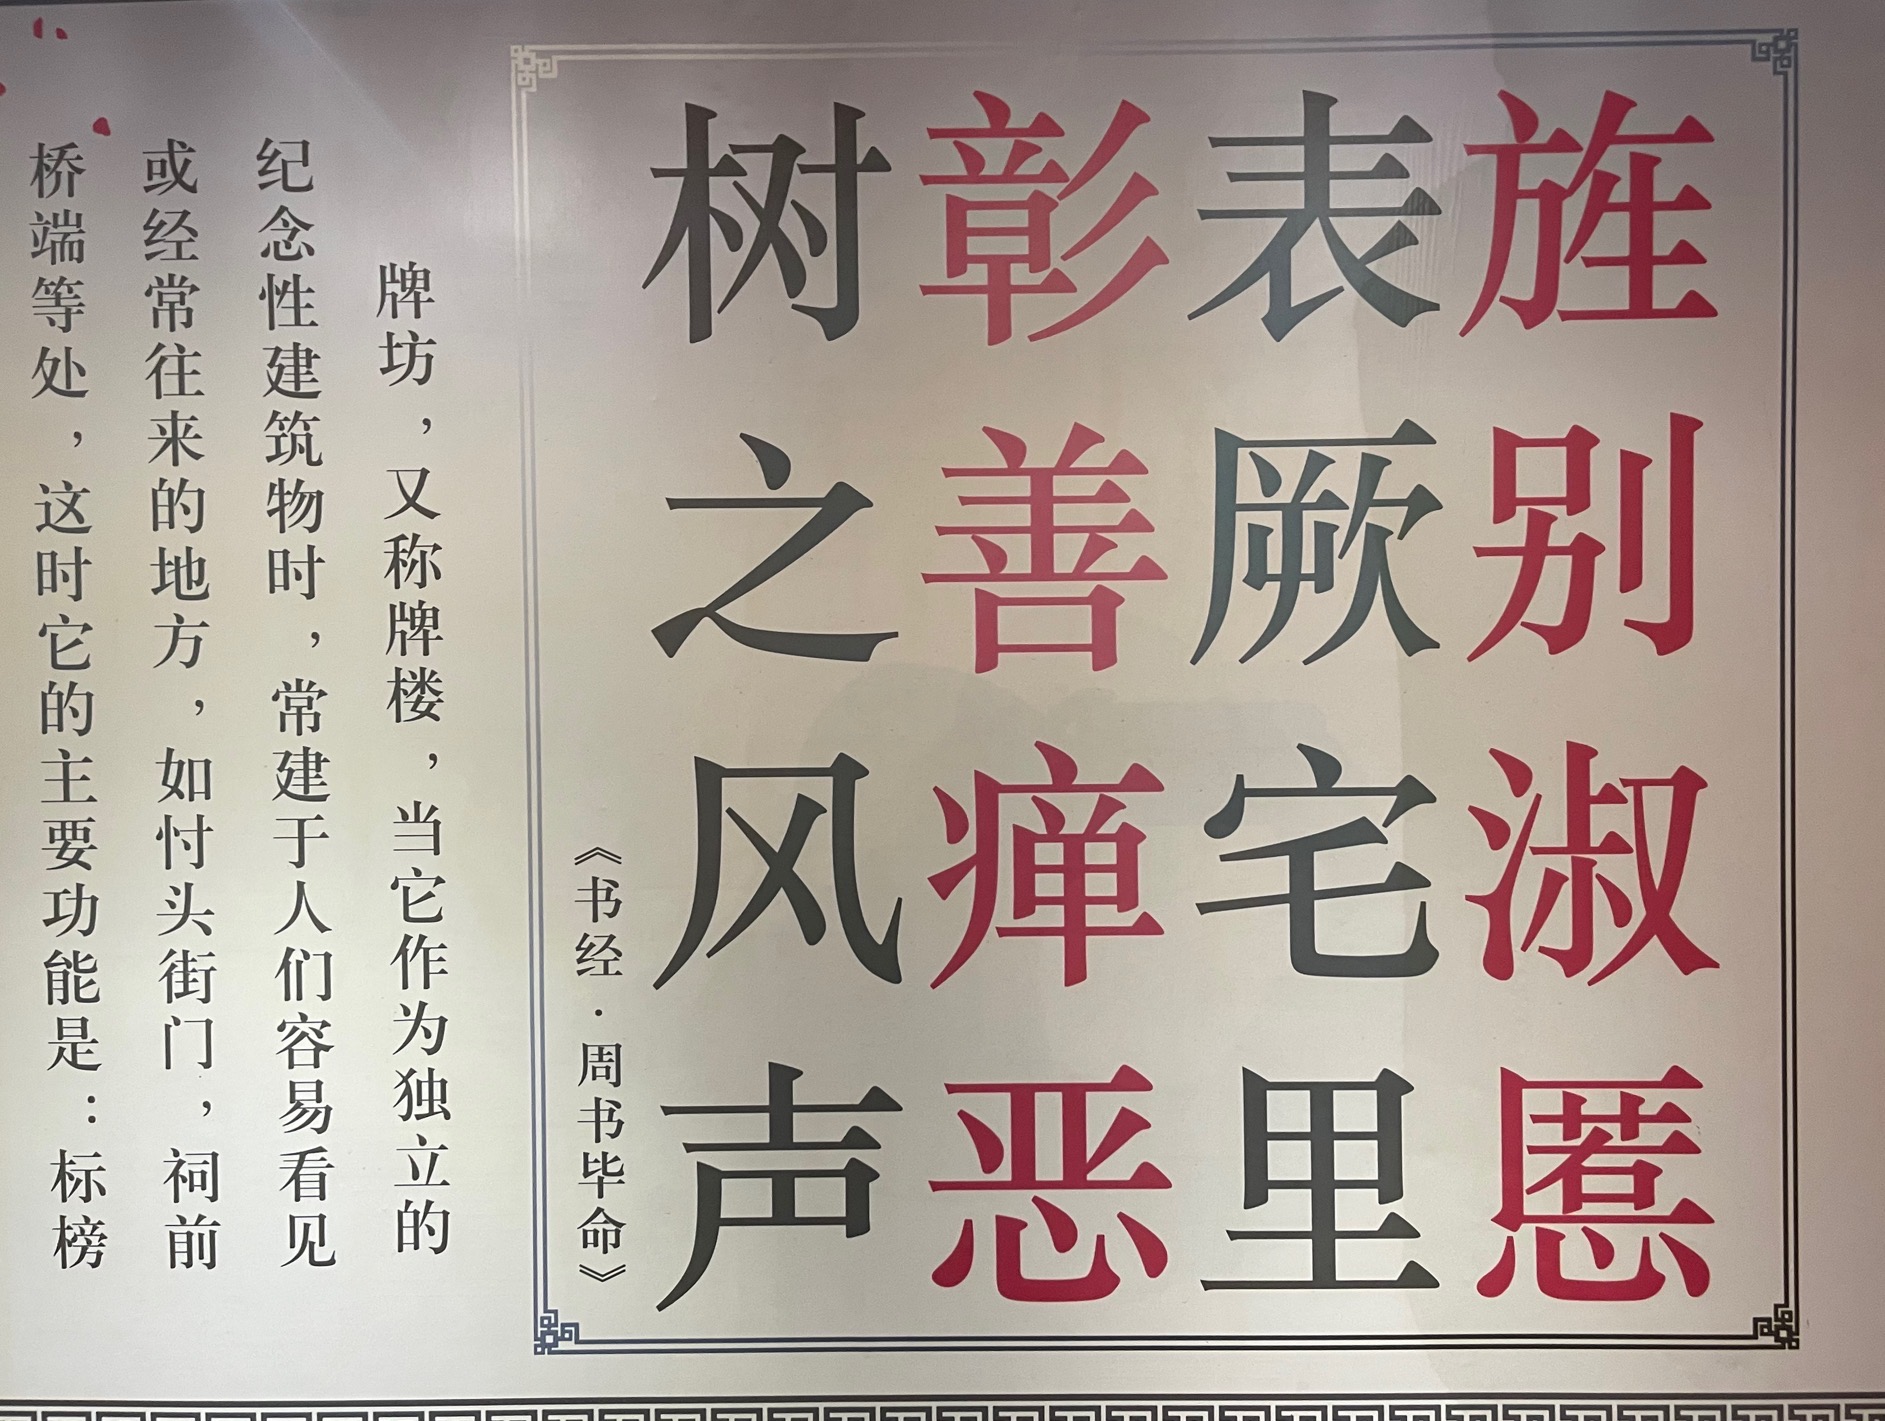 旌别淑慝
表厥宅里
彰善瘅恶
树之风声
《书经·周书毕命》
牌坊，又称牌楼，当它作为独立的
纪念性建筑物时，常建于人们容易看见
或经常往来的地方，如忖头街门，祠前
桥端等处，这时它的主要功能是：标榜